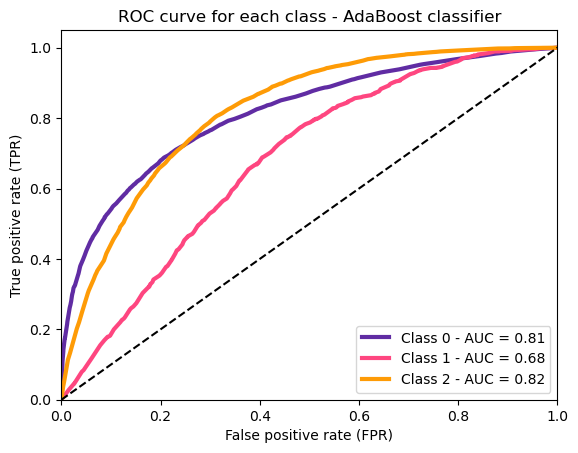 ROC curve for each class - AdaBoost classifier
True positive rate (TPR)
1.0
0.8
0.6
0.4
0.2
0.0
0.0 0.2 0.4 0.6 0.8 1.0
False positive rate (FPR)
Class 0 - AUC = 0.81
Class 1 - AUC = 0.68
Class 2 - AUC = 0.82